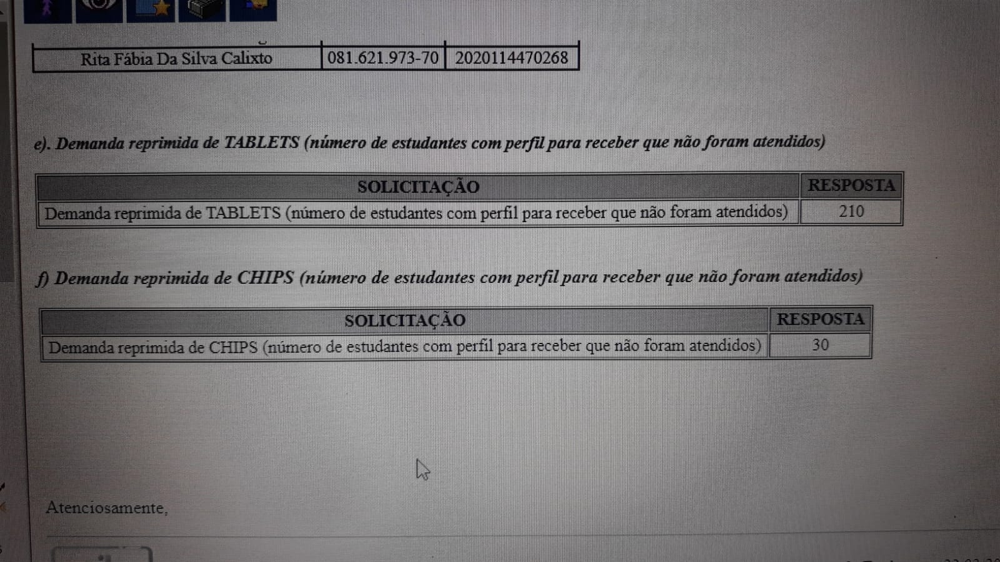 Rita Fábia Da Silva Calixto 081.621.973-70 2020114470268
e). Demanda reprimida de TABLETS (número de estudantes com perfil para receber que não foram atendidos)
SOLICITAÇÃO RESPOSTA
Demanda reprimida de TABLETS (número de estudantes com perfil para receber que não foram atendidos) 210
f) Demanda reprimida de CHIPS (número de estudantes com perfil para receber que não foram atendidos)
SOLICITAÇÃO RESPOSTA
Demanda reprimida de CHIPS (número de estudantes com perfil para receber que não foram atendidos) 30
Atenciosamente,